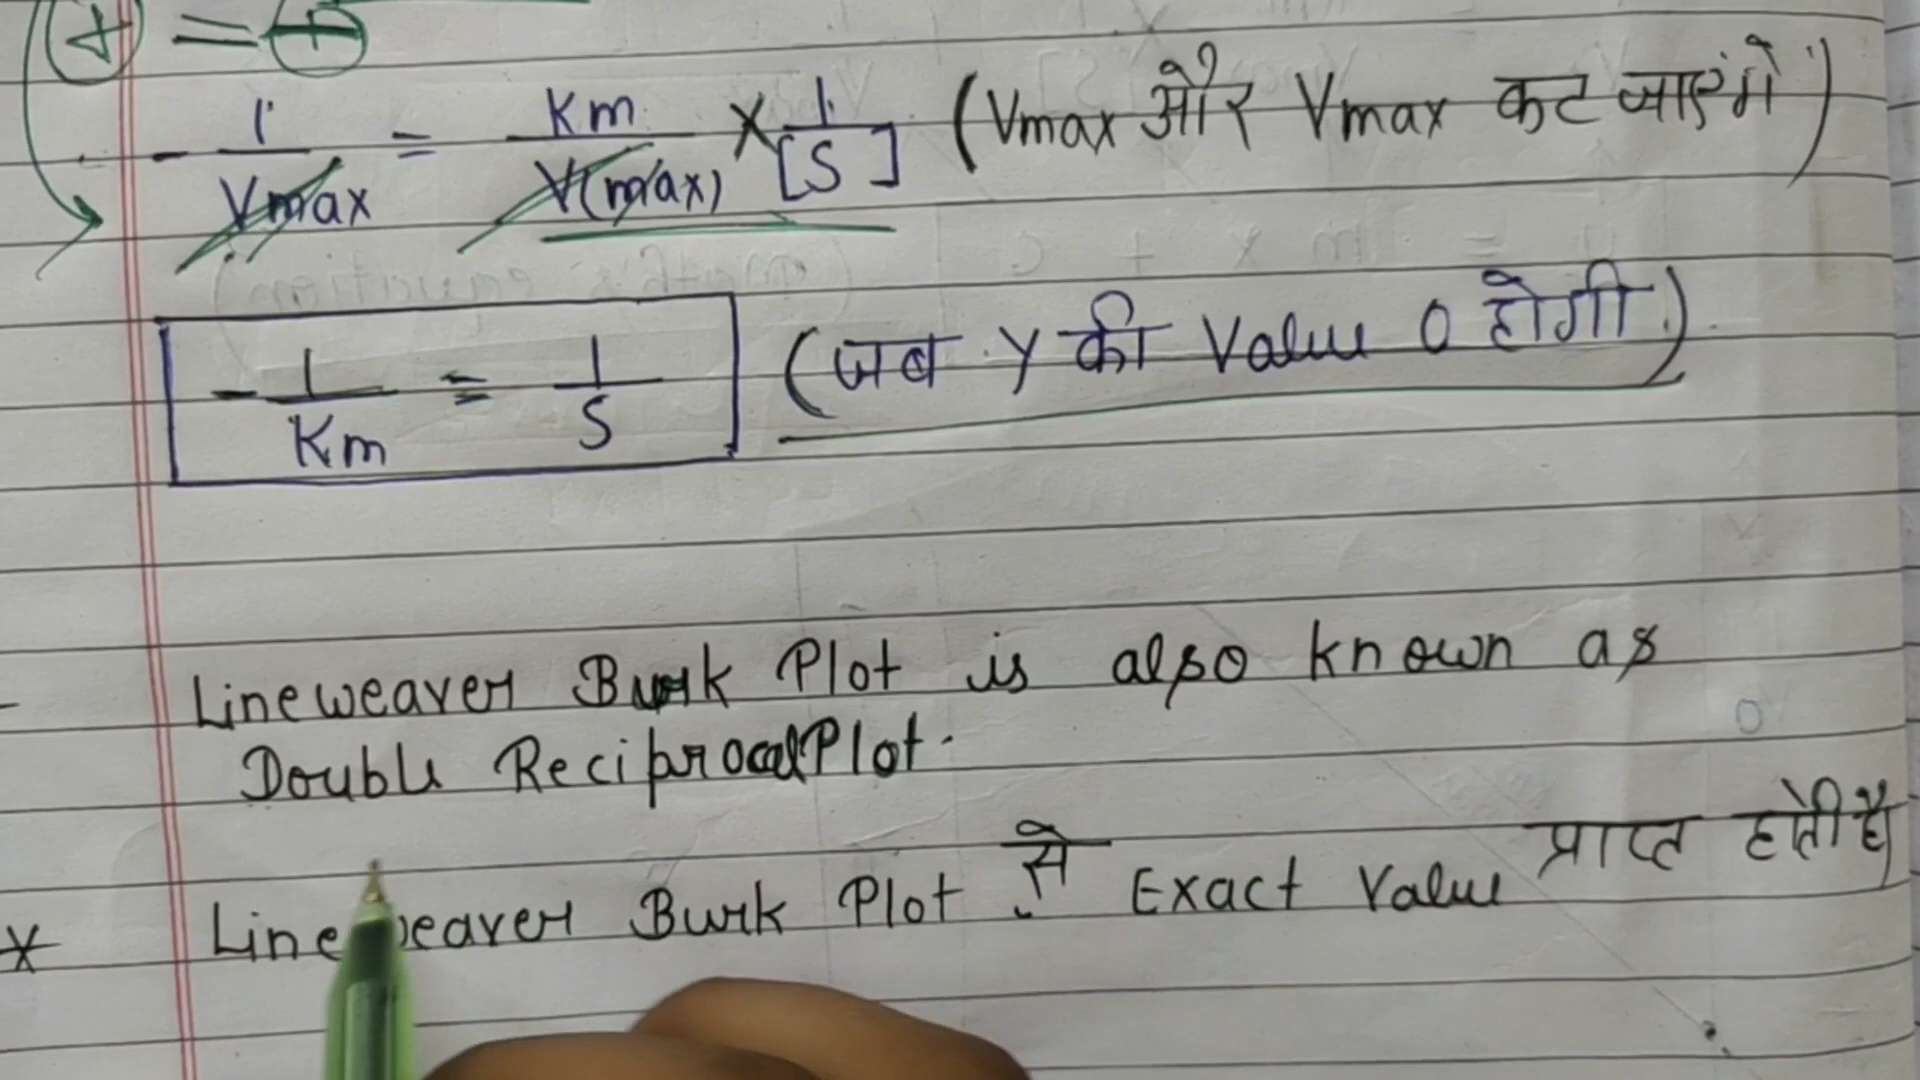 + = +
- 1/Vmax = Km/V(max) × 1/[S] (Vmax और Vmax कट जाएंगे)
- 1/Km = 1/S (जब Y की Value 0 होगी)
- Lineweaver Burk Plot is also known as
Double Reciprocal Plot.
* Lineweaver Burk Plot से Exact Value प्राप्त होती है